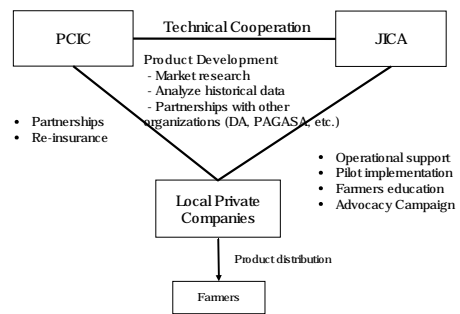 Technical Cooperation
PCIC
JICA
Product Development
- Market research
- Analyze historical data
- Partnerships with other
organizations (DA, PAGASA, etc.)
• Partnerships
• Re-insurance
• Operational support
• Pilot implementation
• Farmers education
• Advocacy Campaign
Local Private
Companies
Product distribution
Farmers